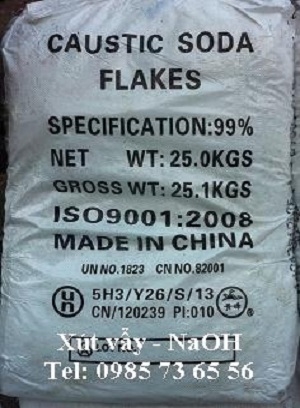 CAUSTIC SODA
FLAKES
SPECIFICATION:99%
NET WT: 25.0KGS
GROSS WT: 25.1KGS
ISO9001:2008
MADE IN CHINA
UN NO.1823 CN NO.82001
5H3/Y26/S/13
CN/120239 PI:010
Xút vẩy - NaOH
Tel: 0985 73 65 56